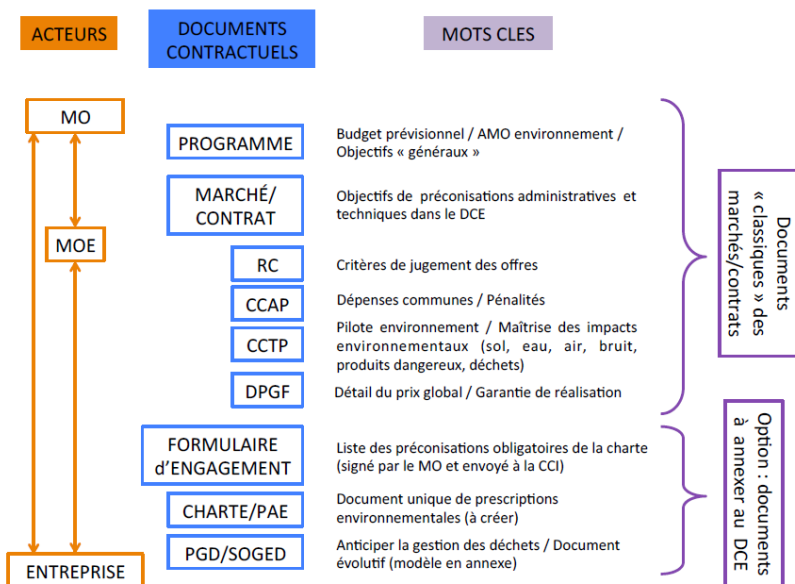 ACTEURS
DOCUMENTS
CONTRACTUELS
MOTS CLES
MO
PROGRAMME
Budget prévisionnel / AMO environnement /
Objectifs « généraux »
MARCHÉ/
CONTRAT
Objectifs de préconisations administratives et
techniques dans le DCE
MOE
RC
Critères de jugement des offres
CCAP
Dépenses communes / Pénalités
CCTP
Pilote environnement / Maîtrise des impacts
environnementaux (sol, eau, air, bruit,
produits dangereux, déchets)
DPGF
Détail du prix global / Garantie de réalisation
Documents
« classiques » des
marchés/contrats
FORMULAIRE
d'ENGAGEMENT
Liste des préconisations obligatoires de la charte
(signé par le MO et envoyé à la CCI)
CHARTE/PAE
Document unique de prescriptions
environnementales (à créer)
PGD/SOGED
Anticiper la gestion des déchets / Document
évolutif (modèle en annexe)
Option : documents
à annexer au DCE
ENTREPRISE